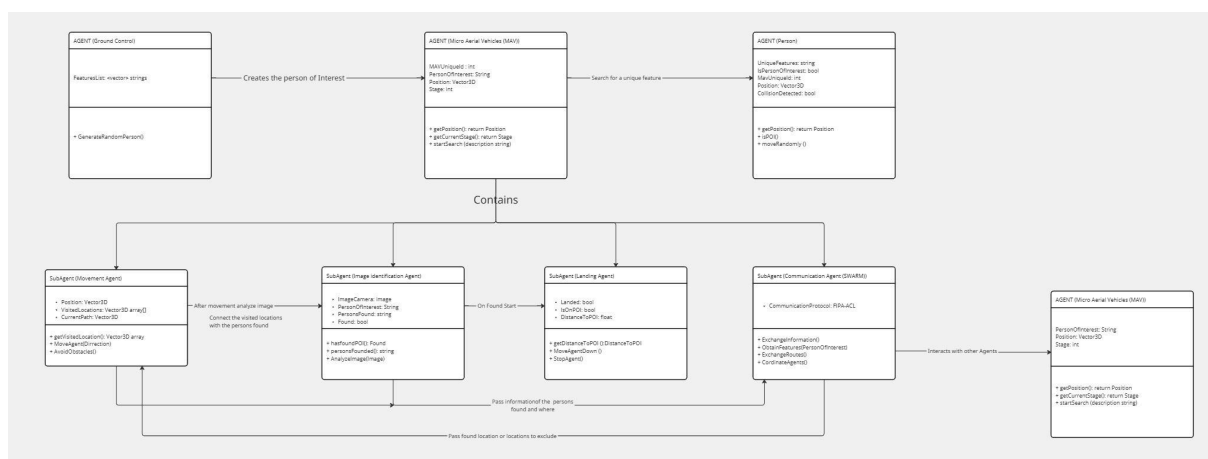 AGENT (Ground Control)
FeaturesList: <vector> strings
+ GenerateRandomPerson()
Creates the person of Interest
AGENT (Micro Aerial Vehicles (MAV))
MAVUniqueId : int
PersonOfInterest: String
Position: Vector3D
Stage: int
+ getPosition(): return Position
+ getCurrentStage(): return Stage
+ startSearch (description string)
Search for a unique feature
AGENT (Person)
UniqueFeatures: string
IsPersonOfInterest: bool
MavUniqueId: int
Position: Vector3D
CollisionDetected: bool
+ getPosition(): return Position
+ isPOI()
+ moveRandomly ()
Contains
SubAgent (Movement Agent)
• Position: Vector3D
• VisitedLocations: Vector3D array[]
• CurrentPath: Vector3D
+ getVisitedLocation(): Vector3D array
+ MoveAgent(Dirrection)
+ AvoidObstacles()
After movement analyze image
Connect the visited locations
with the persons found
SubAgent (Image Identification Agent)
• ImageCamera: Image
• PersonOfInterest: String
• PersonsFound: string
• Found: bool
+ hasfoundPOI(): Found
+ personsFounded(): string
+ AnalyzeImage(Image)
On Found Start
SubAgent (Landing Agent)
• Landed: bool
• IsOnPOI: bool
• DistanceToPOI: float
+ getDistanceToPOI ():DistanceToPOI
+ MoveAgentDown ()
+ StopAgent()
SubAgent (Communication Agent (SWARM))
• CommunicationProtocol: FIPA-ACL
+ ExchangeInformation()
+ ObtainFeatures(PersonOfInterest)
+ ExchangeRoutes()
+ CordinateAgents()
Interacts with other Agents
AGENT (Micro Aerial Vehicles (MAV))
PersonOfInterest: String
Position: Vector3D
Stage: int
+ getPosition(): return Position
+ getCurrentStage(): return Stage
+ startSearch (description string)
Pass informationof the persons
found and where
Pass found location or locations to exclude